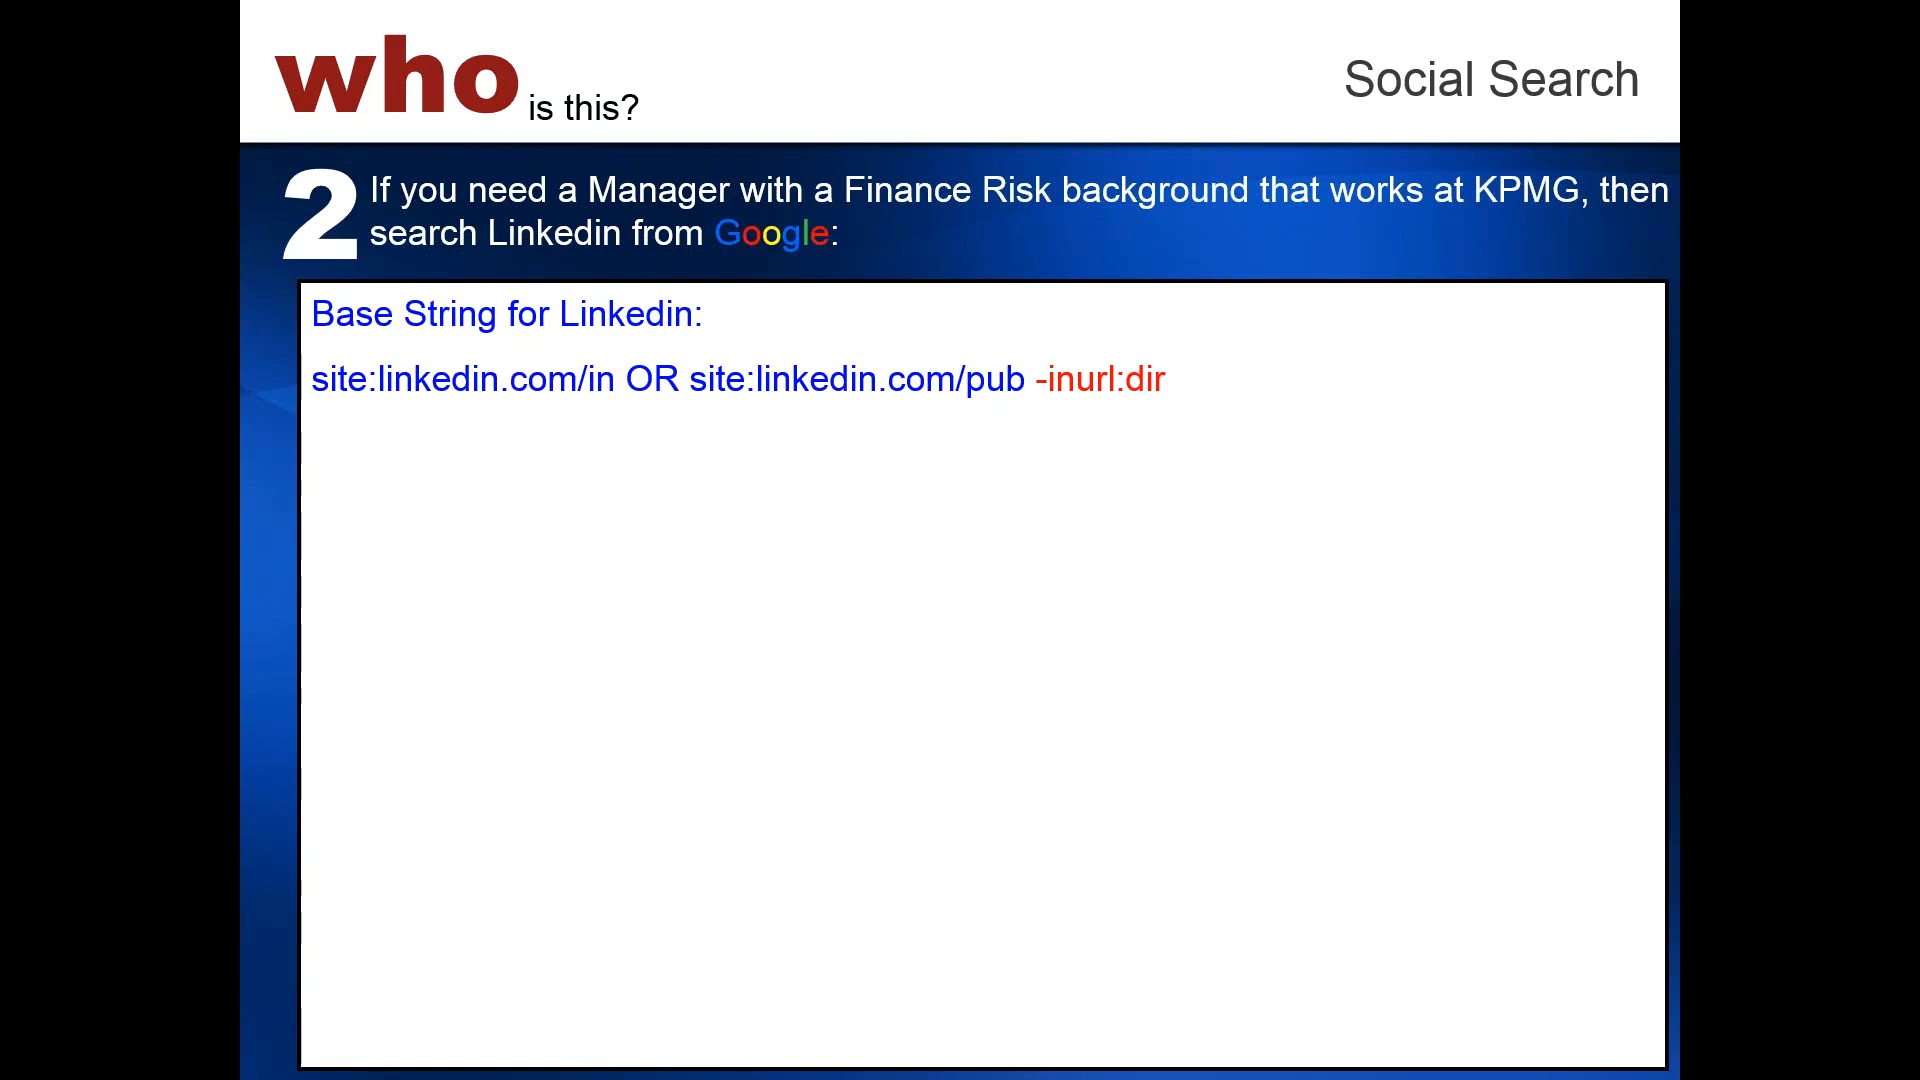 who is this?
Social Search
2 If you need a Manager with a Finance Risk background that works at KPMG, then
search Linkedin from Google:
Base String for Linkedin:
site:linkedin.com/in OR site:linkedin.com/pub -inurl:dir